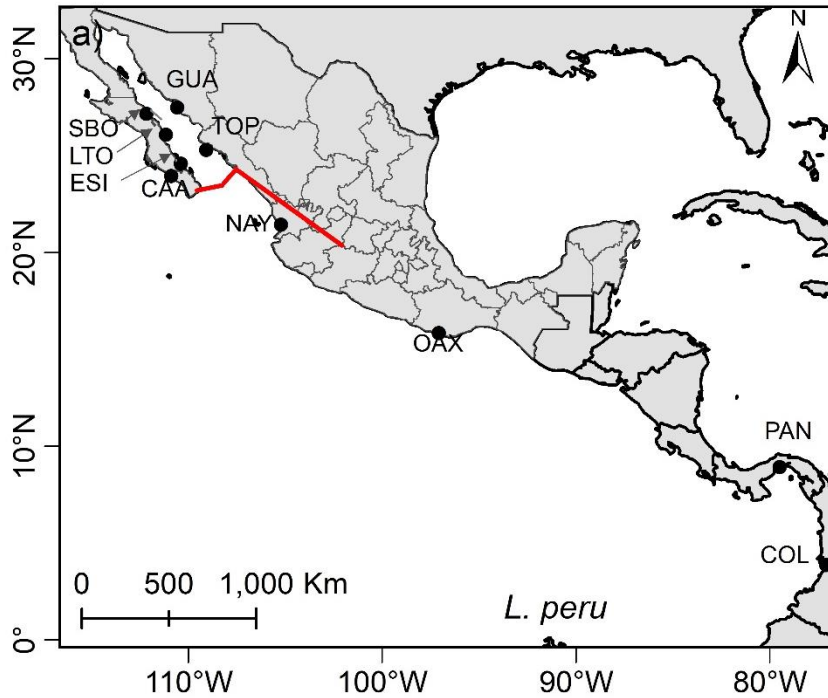 a)
N
30°N
GUA
SBO
TOP
LTO
ESI
CAA
20°N
NAY
OAX
10°N
PAN
COL
0 500 1,000 Km
L. peru
0°
110°W 100°W 90°W 80°W